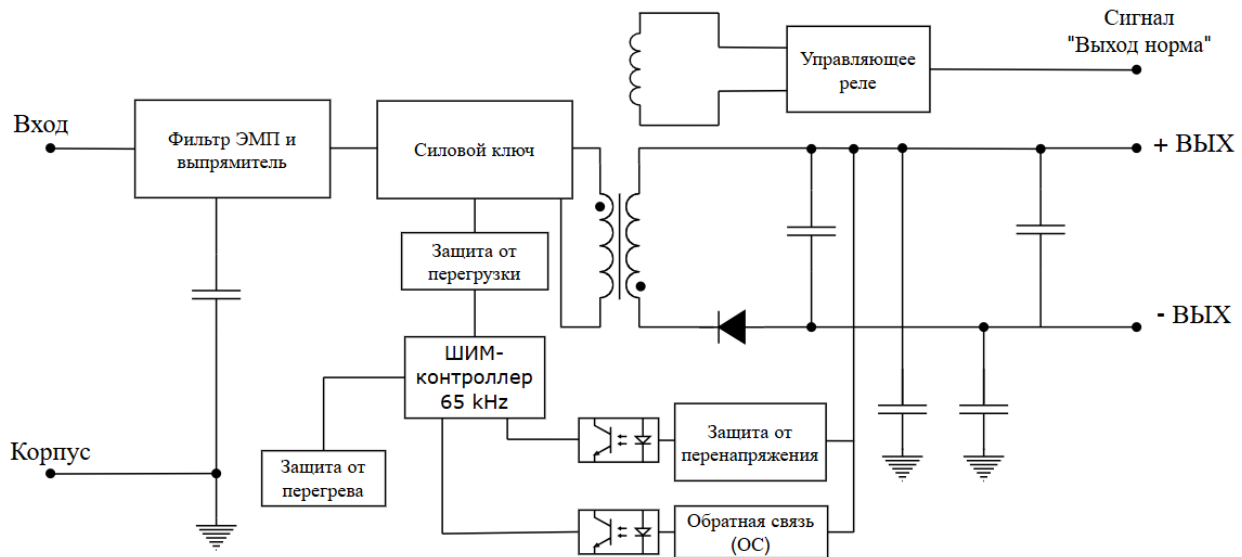 Сигнал
"Выход норма"
Управляющее
реле
Вход
Фильтр ЭМП и
выпрямитель
Силовой ключ
+ ВЫХ
Защита от
перегрузки
- ВЫХ
ШИМ-
контроллер
65 kHz
Корпус
Защита от
перегрева
Защита от
перенапряжения
Обратная связь
(ОС)